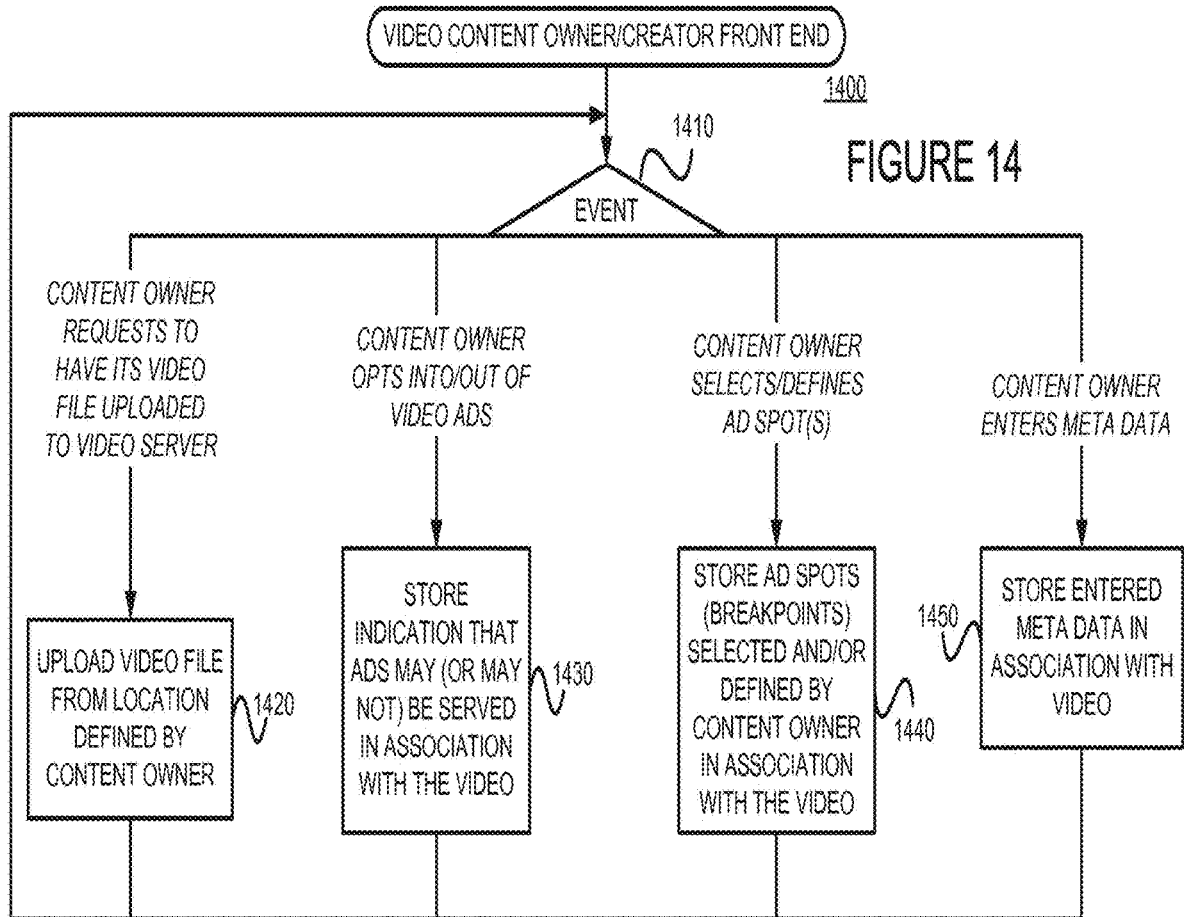 VIDEO CONTENT OWNER/CREATOR FRONT END
1400
1410
FIGURE 14
EVENT
CONTENT OWNER
REQUESTS TO
HAVE ITS VIDEO
FILE UPLOADED
TO VIDEO SERVER
CONTENT OWNER
OPTS INTO/OUT OF
VIDEO ADS
CONTENT OWNER
SELECTS/DEFINES
AD SPOT(S)
CONTENT OWNER
ENTERS META DATA
UPLOAD VIDEO FILE
FROM LOCATION
DEFINED BY
CONTENT OWNER
1420
STORE
INDICATION THAT
ADS MAY (OR MAY
NOT) BE SERVED
IN ASSOCIATION
WITH THE VIDEO
1430
STORE AD SPOTS
(BREAKPOINTS)
SELECTED AND/OR
DEFINED BY
CONTENT OWNER
IN ASSOCIATION
WITH THE VIDEO
1440
1450
STORE ENTERED
META DATA IN
ASSOCIATION WITH
VIDEO